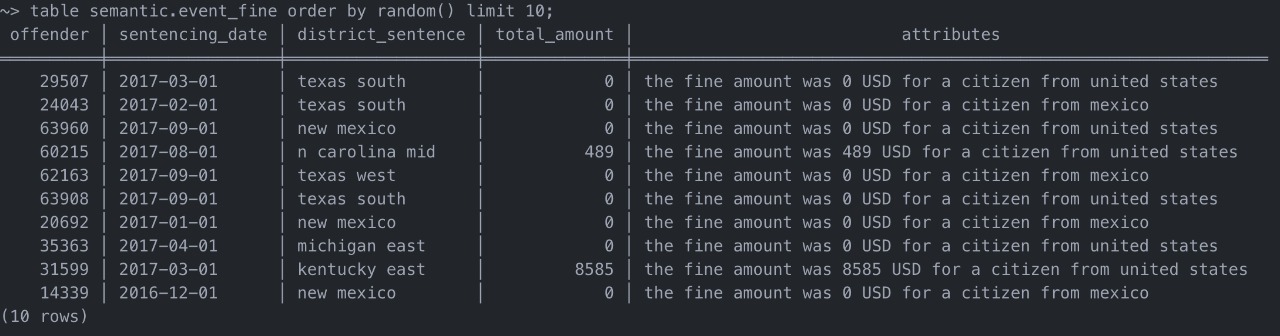 ~> table semantic.event_fine order by random() limit 10;
offender │ sentencing_date │ district_sentence │ total_amount │ attributes
29507 │ 2017-03-01 │ texas south │ 0 │ the fine amount was 0 USD for a citizen from united states
24043 │ 2017-02-01 │ texas south │ 0 │ the fine amount was 0 USD for a citizen from mexico
63960 │ 2017-09-01 │ new mexico │ 0 │ the fine amount was 0 USD for a citizen from united states
60215 │ 2017-08-01 │ n carolina mid │ 489 │ the fine amount was 489 USD for a citizen from united states
62163 │ 2017-09-01 │ texas west │ 0 │ the fine amount was 0 USD for a citizen from mexico
63908 │ 2017-09-01 │ texas south │ 0 │ the fine amount was 0 USD for a citizen from united states
20692 │ 2017-01-01 │ new mexico │ 0 │ the fine amount was 0 USD for a citizen from mexico
35363 │ 2017-04-01 │ michigan east │ 0 │ the fine amount was 0 USD for a citizen from united states
31599 │ 2017-03-01 │ kentucky east │ 8585 │ the fine amount was 8585 USD for a citizen from united states
14339 │ 2016-12-01 │ new mexico │ 0 │ the fine amount was 0 USD for a citizen from mexico
(10 rows)